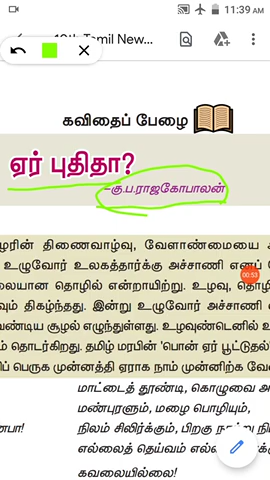 11:39 AM
10th Tamil New...
கவிதைப் பேழை
ஏர் புதிதா?
–கு.ப.ராஜகோபாலன்
ழரின் திணைவாழ்வு, வேளாண்மையை அ
உழுவோர் உலகத்தார்க்கு அச்சாணி எனப்
லையான தொழில் என்றாயிற்று. உழவு, தொழி
வும் திகழ்ந்தது. இன்று உழுவோர் அச்சாணி
வண்டிய சூழல் எழுந்துள்ளது. உழவுண்டெனில் உ
ம் தொடர்கிறது. தமிழ் மரபின் 'பொன் ஏர் பூட்டுதல்'
ிப் பெருக முன்னத்தி ஏராக நாம் முன்னிற்க வே
00:53
மாட்டைத் தூண்டி, கொழுவை அ
மண்புரளும், மழை பொழியும்,
ன்பா! நிலம் சிலிர்க்கும், பிறகு நாற்று நி
எல்லைத் தெய்வம் எல்லா
கவலையில்லை!